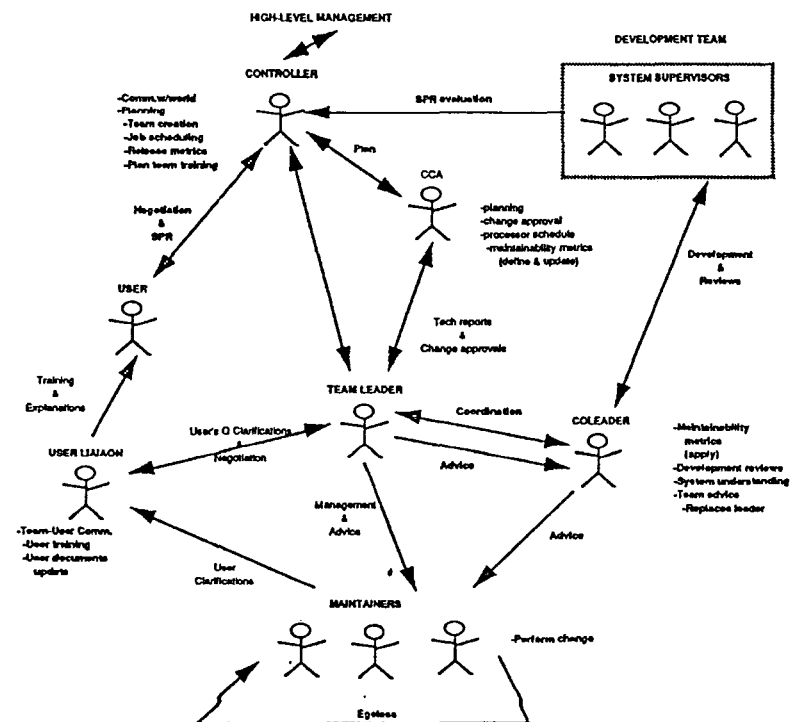 HIGH-LEVEL MANAGEMENT
DEVELOPMENT TEAM
CONTROLLER
SYSTEM SUPERVISORS
-Comm.w/world
-Planning
-Team creation
-Job scheduling
-Release metrics
-Plan team training
SPR evaluation
Plan
CCA
-planning
-change approval
-processor schedule
-maintainability metrics
(define & update)
Negotiation
&
SPR
Development
&
Reviews
USER
Tech reports
&
Change approvals
Training
&
Explanations
TEAM LEADER
Coordination
COLEADER
User's Q Clarifications
&
Negotiation
Advice
-Maintainability
metrics
(apply)
-Development reviews
-System understanding
-Team advice
-Replaces leader
USER LIAIAON
-Team-User Comm.
-User training
-User documents
update
Management
&
Advice
Advice
User
Clarifications
MAINTAINERS
-Perform change
Egoless